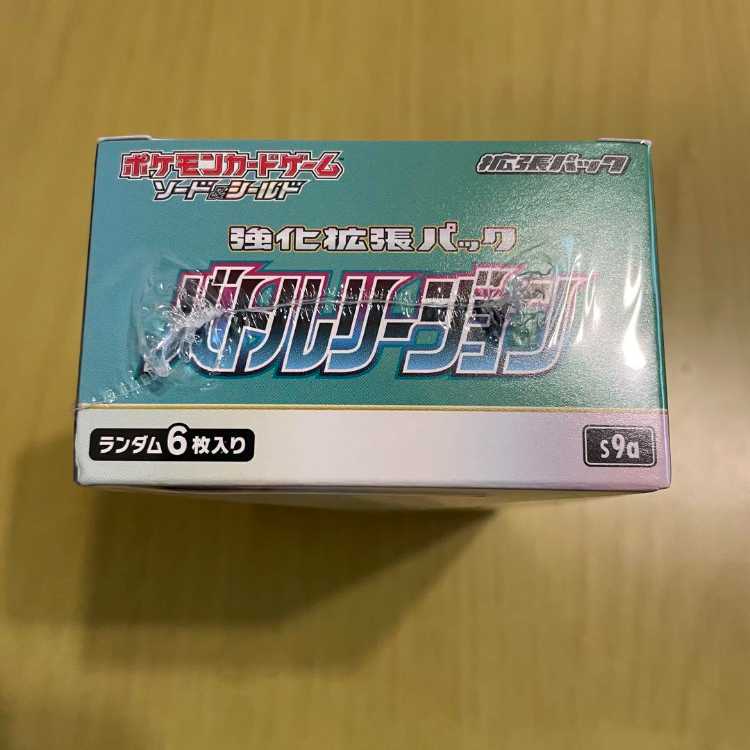 ポケモンカードゲーム
ソード&シールド
拡張パック
強化拡張パック
バトルリージョン
ランダム6枚入り
s9a